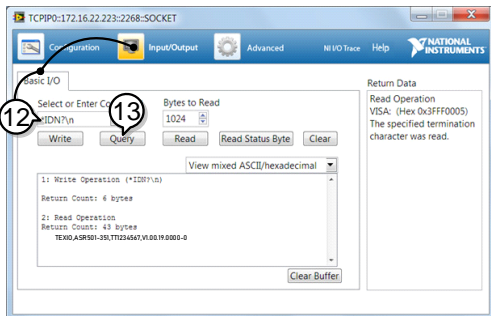 TCPIP0::172.16.22.223::2268::SOCKET
Configuration
Input/Output
Advanced
NI I/O Trace
Help
NATIONAL
INSTRUMENTS
Basic I/O
Return Data
Select or Enter Co
Bytes to Read
12
*IDN?\n
13
1024
Write
Query
Read
Read Status Byte
Clear
Read Operation
VISA: (Hex 0x3FFF0005)
The specified termination
character was read.
View mixed ASCII/hexadecimal
1: Write Operation (*IDN?\n)
Return Count: 6 bytes
2: Read Operation
Return Count: 43 bytes
TEXIO,ASR501-351,TT1234567,V1.00.19.0000-0
Clear Buffer